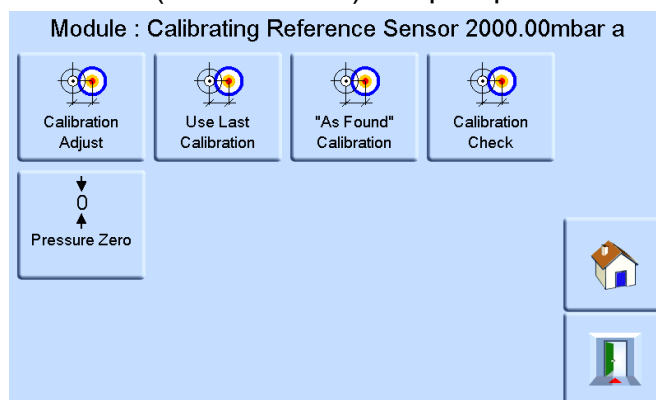 Module : Calibrating Reference Sensor 2000.00mbar a
Calibration
Adjust
Use Last
Calibration
"As Found"
Calibration
Calibration
Check
0
Pressure Zero